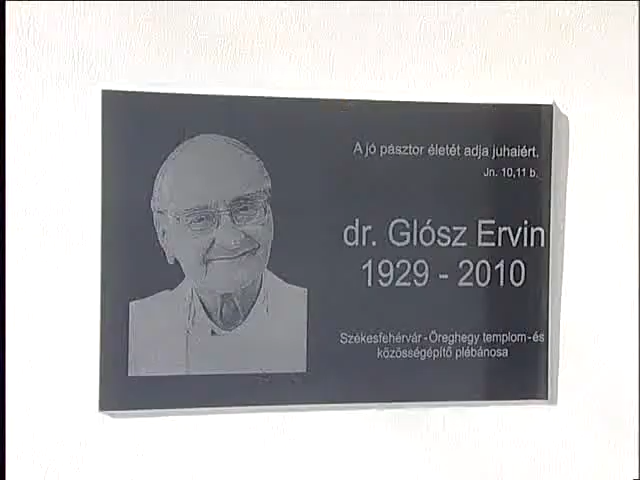 A jó pásztor életét adja juhaiért.
Jn. 10,11 b.
dr. Glósz Ervin
1929 - 2010
Székesfehérvár - Öreghegy templom - és
közösségépítő plébánosa